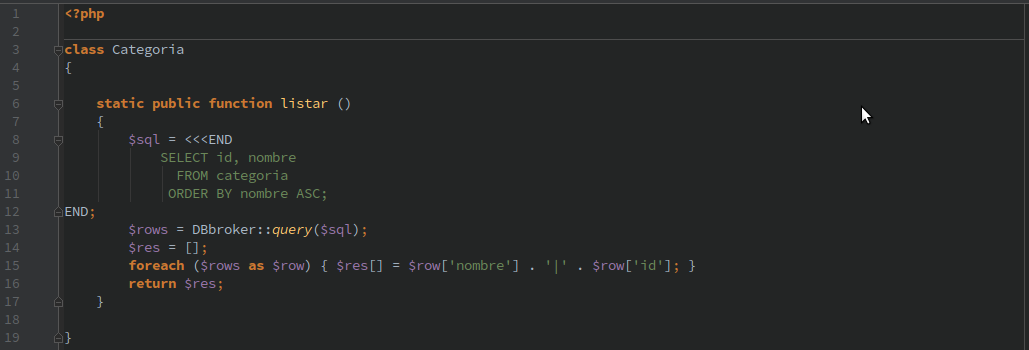 1 <?php
2
3 class Categoria
4 {
5
6     static public function listar ()
7     {
8         $sql = <<<END
9             SELECT id, nombre
10               FROM categoria
11              ORDER BY nombre ASC;
12 END;
13         $rows = DBbroker::query($sql);
14         $res = [];
15         foreach ($rows as $row) { $res[] = $row['nombre'] . '|' . $row['id']; }
16         return $res;
17     }
18
19 }